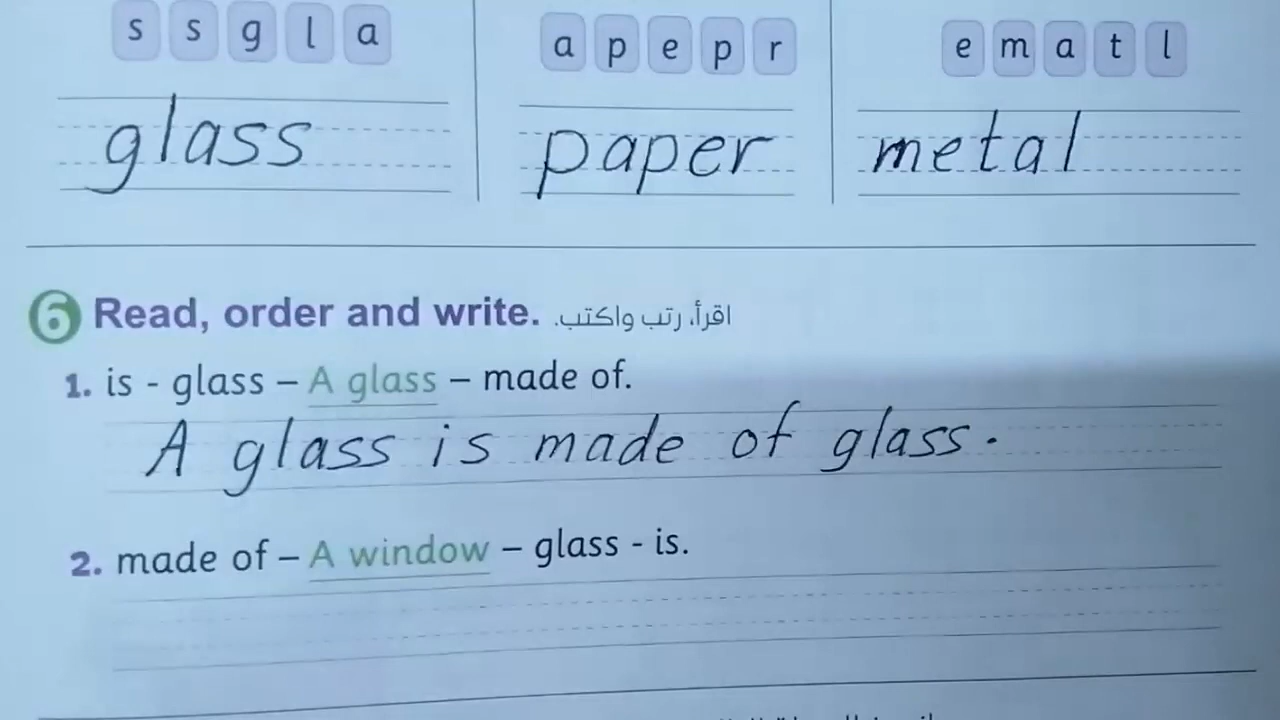 s s g l a a p e p r e m a t l
glass paper metal
6 Read, order and write. اقرأ، رتب واكتب.
1. is - glass – A glass – made of.
A glass is made of glass.
2. made of – A window – glass - is.